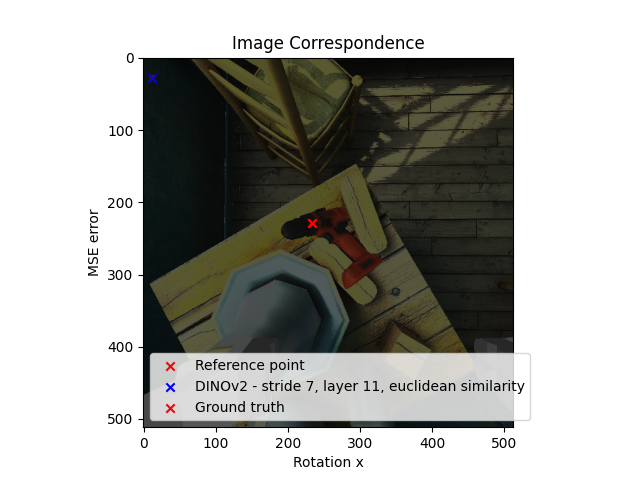 Image Correspondence
0
100
200
300
400
500
MSE error
0 100 200 300 400 500
Rotation x
Reference point
DINOv2 - stride 7, layer 11, euclidean similarity
Ground truth